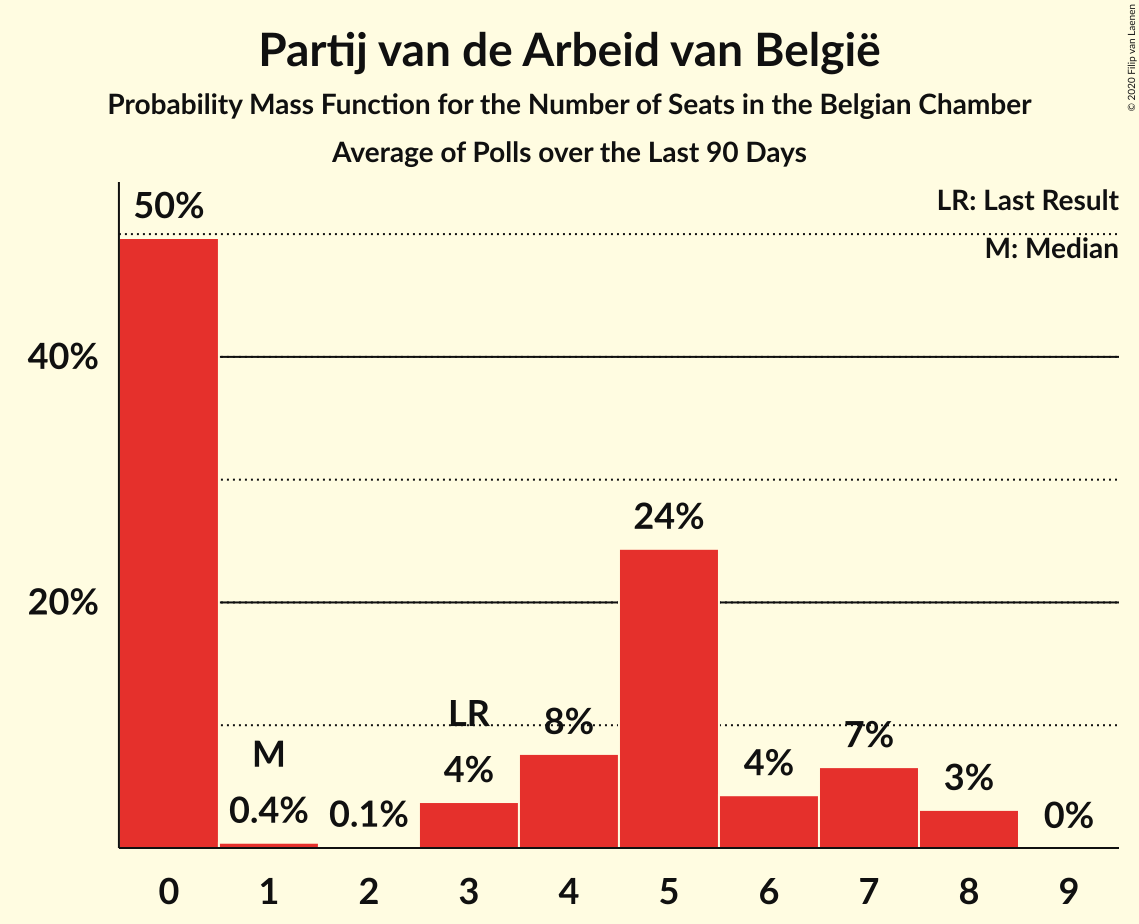 Partij van de Arbeid van België
Probability Mass Function for the Number of Seats in the Belgian Chamber
Average of Polls over the Last 90 Days
© 2020 Filip van Laenen
LR: Last Result
M: Median
50%
40%
24%
20%
LR
8%
7%
M
4%
4%
3%
0.4%
0.1%
0%
0 1 2 3 4 5 6 7 8 9